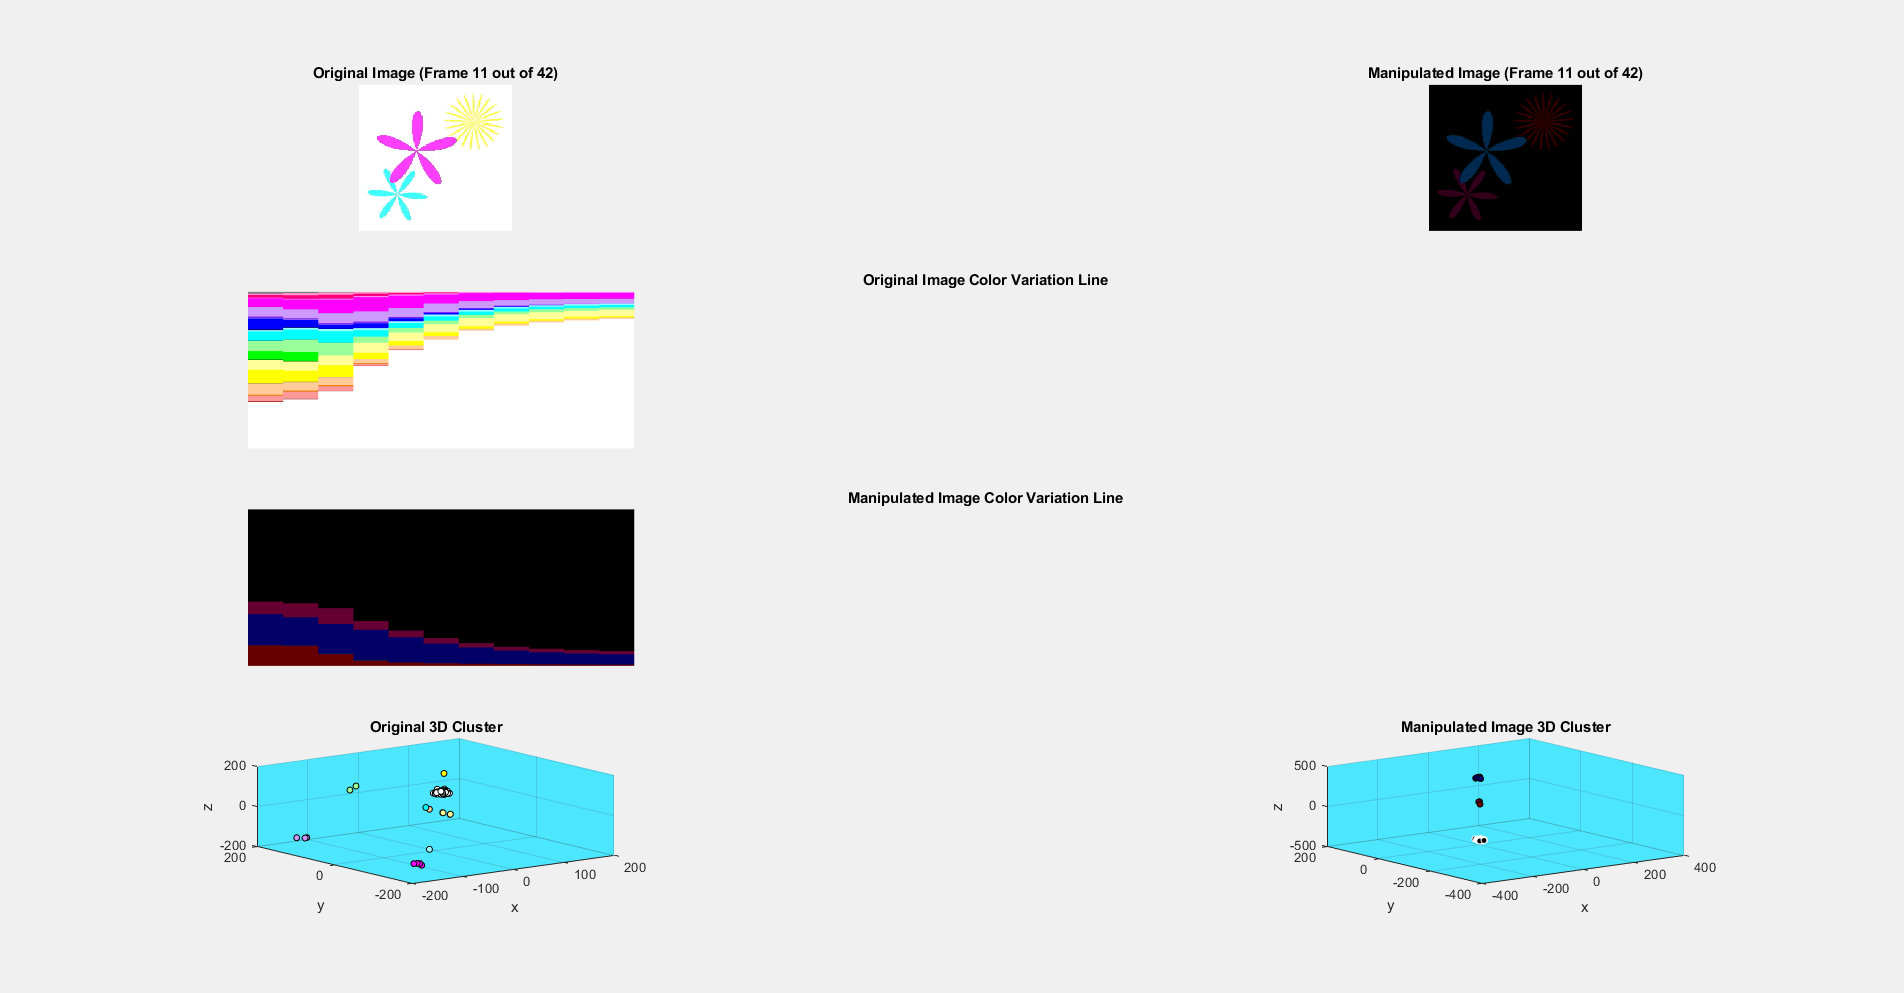 Original Image (Frame 11 out of 42)
Manipulated Image (Frame 11 out of 42)
Original Image Color Variation Line
Manipulated Image Color Variation Line
Original 3D Cluster
200
0
-200
z
200
0
-200
y
-200
-100
0
100
200
x
Manipulated Image 3D Cluster
500
0
-500
z
200
0
-200
-400
y
-400
-200
0
200
400
x